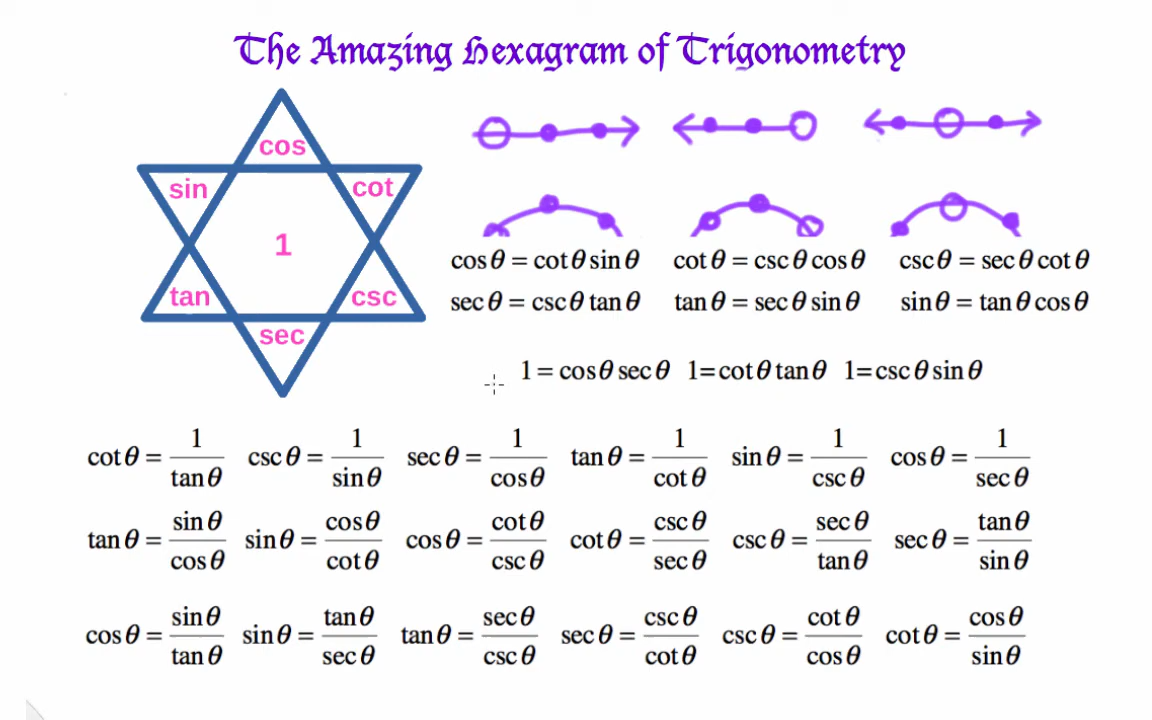 The Amazing Hexagram of Trigonometry
cos
sin
cot
1
tan
csc
sec
cosθ = cotθ sinθ cotθ = cscθ cosθ cscθ = secθ cotθ
secθ = cscθ tanθ tanθ = secθ sinθ sinθ = tanθ cosθ
1 = cosθ secθ 1=cotθ tanθ 1=cscθ sinθ
cotθ = 1/tanθ cscθ = 1/sinθ secθ = 1/cosθ tanθ = 1/cotθ sinθ = 1/cscθ cosθ = 1/secθ
tanθ = sinθ/cosθ sinθ = cosθ/cotθ cosθ = cotθ/cscθ cotθ = cscθ/secθ cscθ = secθ/tanθ secθ = tanθ/sinθ
cosθ = sinθ/tanθ sinθ = tanθ/secθ tanθ = secθ/cscθ secθ = cscθ/cotθ cscθ = cotθ/cosθ cotθ = cosθ/sinθ